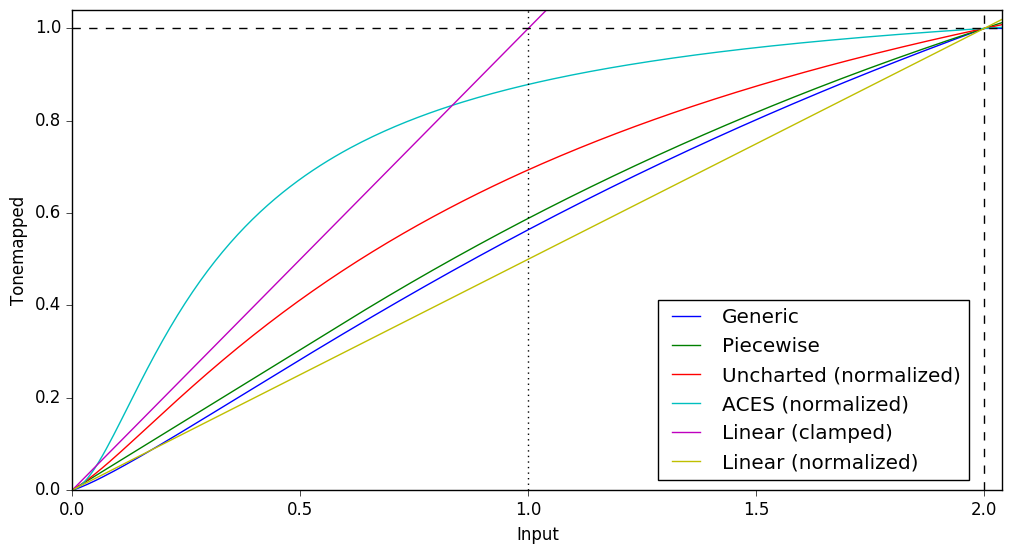 1.0
0.8
0.6
0.4
0.2
0.0
Tonemapped
0.0 0.5 1.0 1.5 2.0
Input
Generic
Piecewise
Uncharted (normalized)
ACES (normalized)
Linear (clamped)
Linear (normalized)